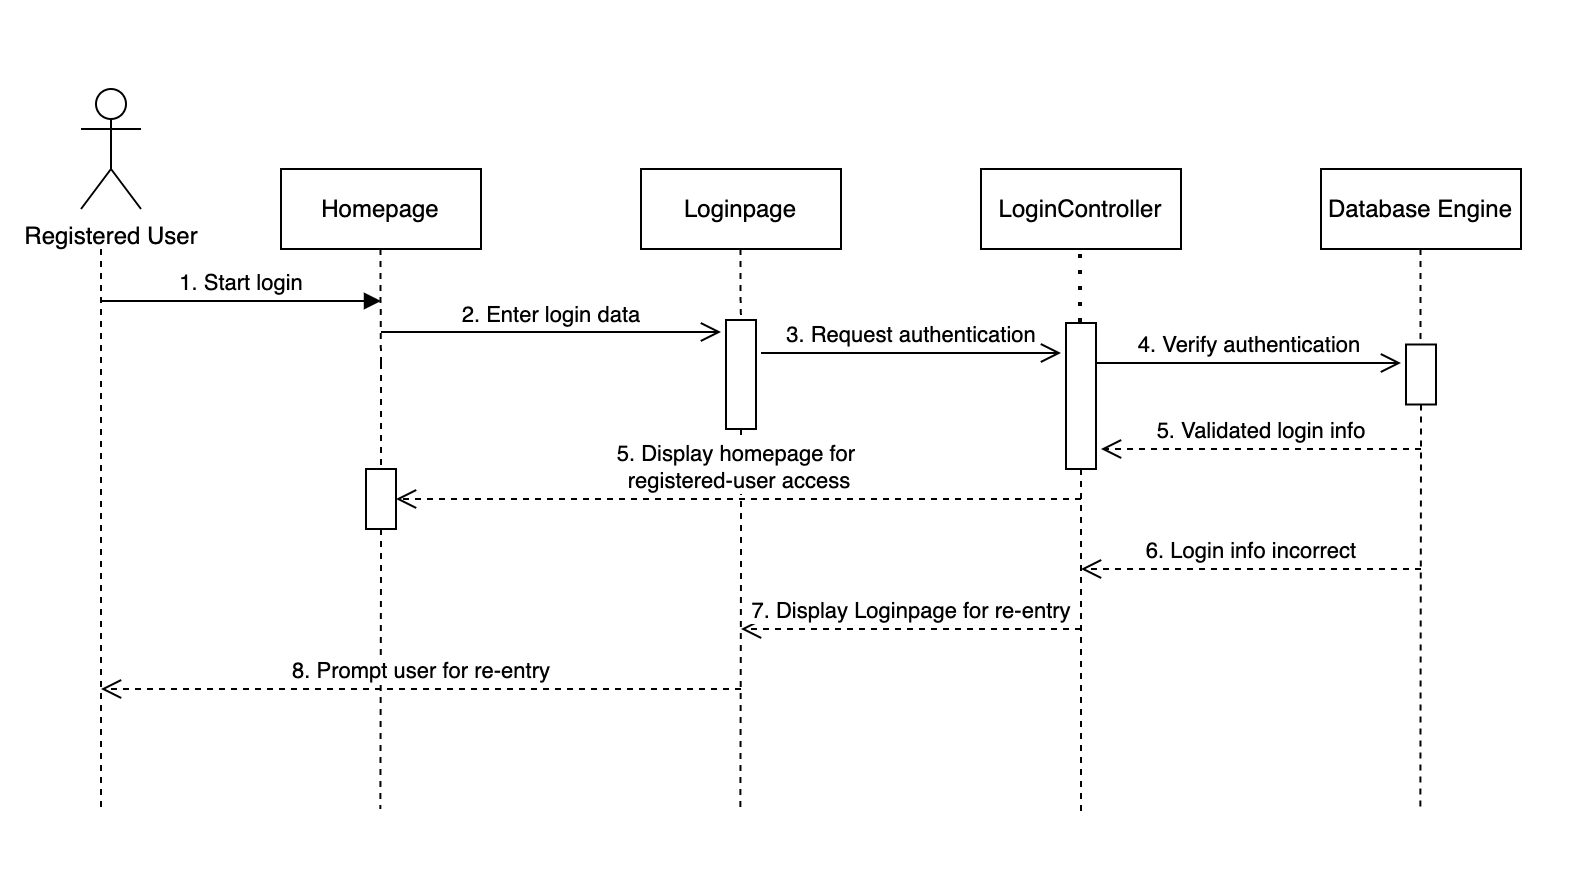 Registered User
Homepage
Loginpage
LoginController
Database Engine
1. Start login
2. Enter login data
3. Request authentication
4. Verify authentication
5. Validated login info
5. Display homepage for
registered-user access
6. Login info incorrect
7. Display Loginpage for re-entry
8. Prompt user for re-entry